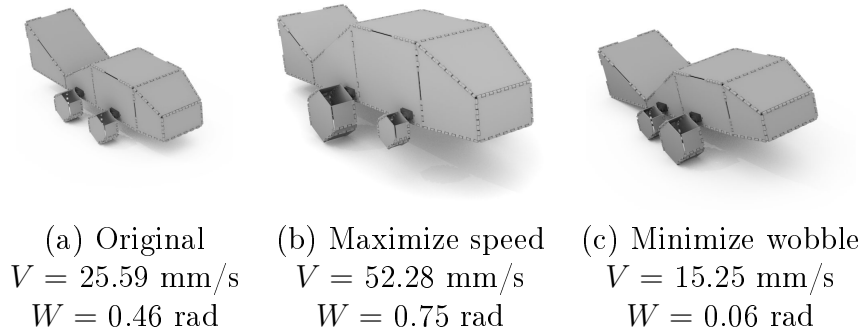 (a) Original
V = 25.59 mm/s
W = 0.46 rad
(b) Maximize speed
V = 52.28 mm/s
W = 0.75 rad
(c) Minimize wobble
V = 15.25 mm/s
W = 0.06 rad